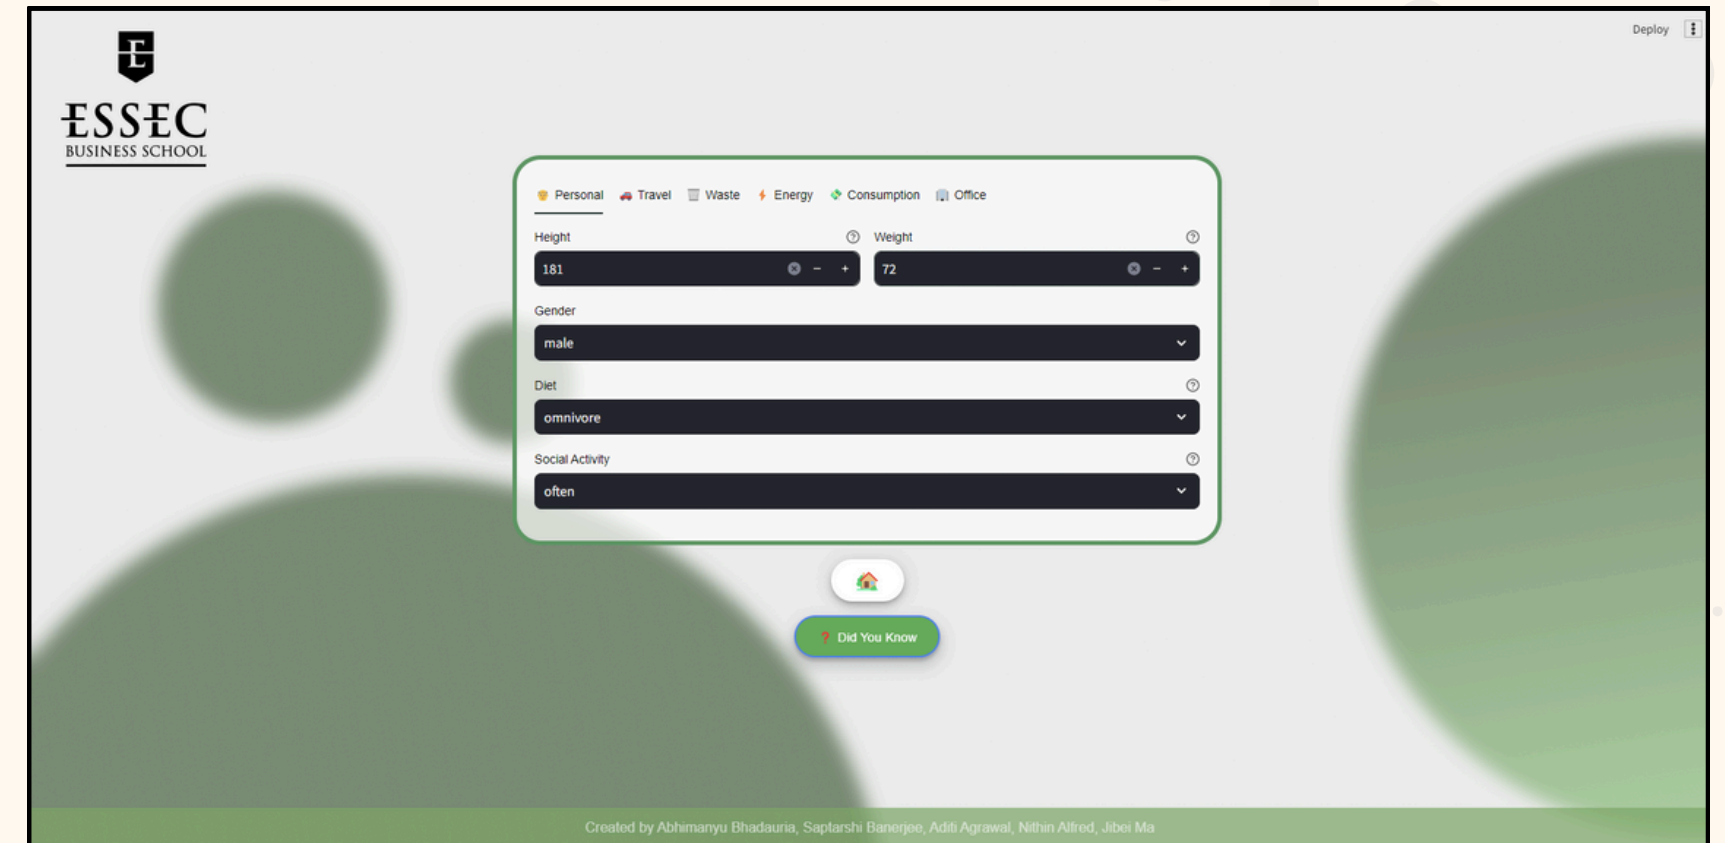 Deploy
E
ESSEC
BUSINESS SCHOOL
Personal Travel Waste Energy Consumption Office
Height Weight
181 72
Gender
male
Diet
omnivore
Social Activity
often
Did You Know
Created by Abhimanyu Bhadauria, Saptarshi Banerjee, Aditi Agrawal, Nithin Alfred, Jibei Ma